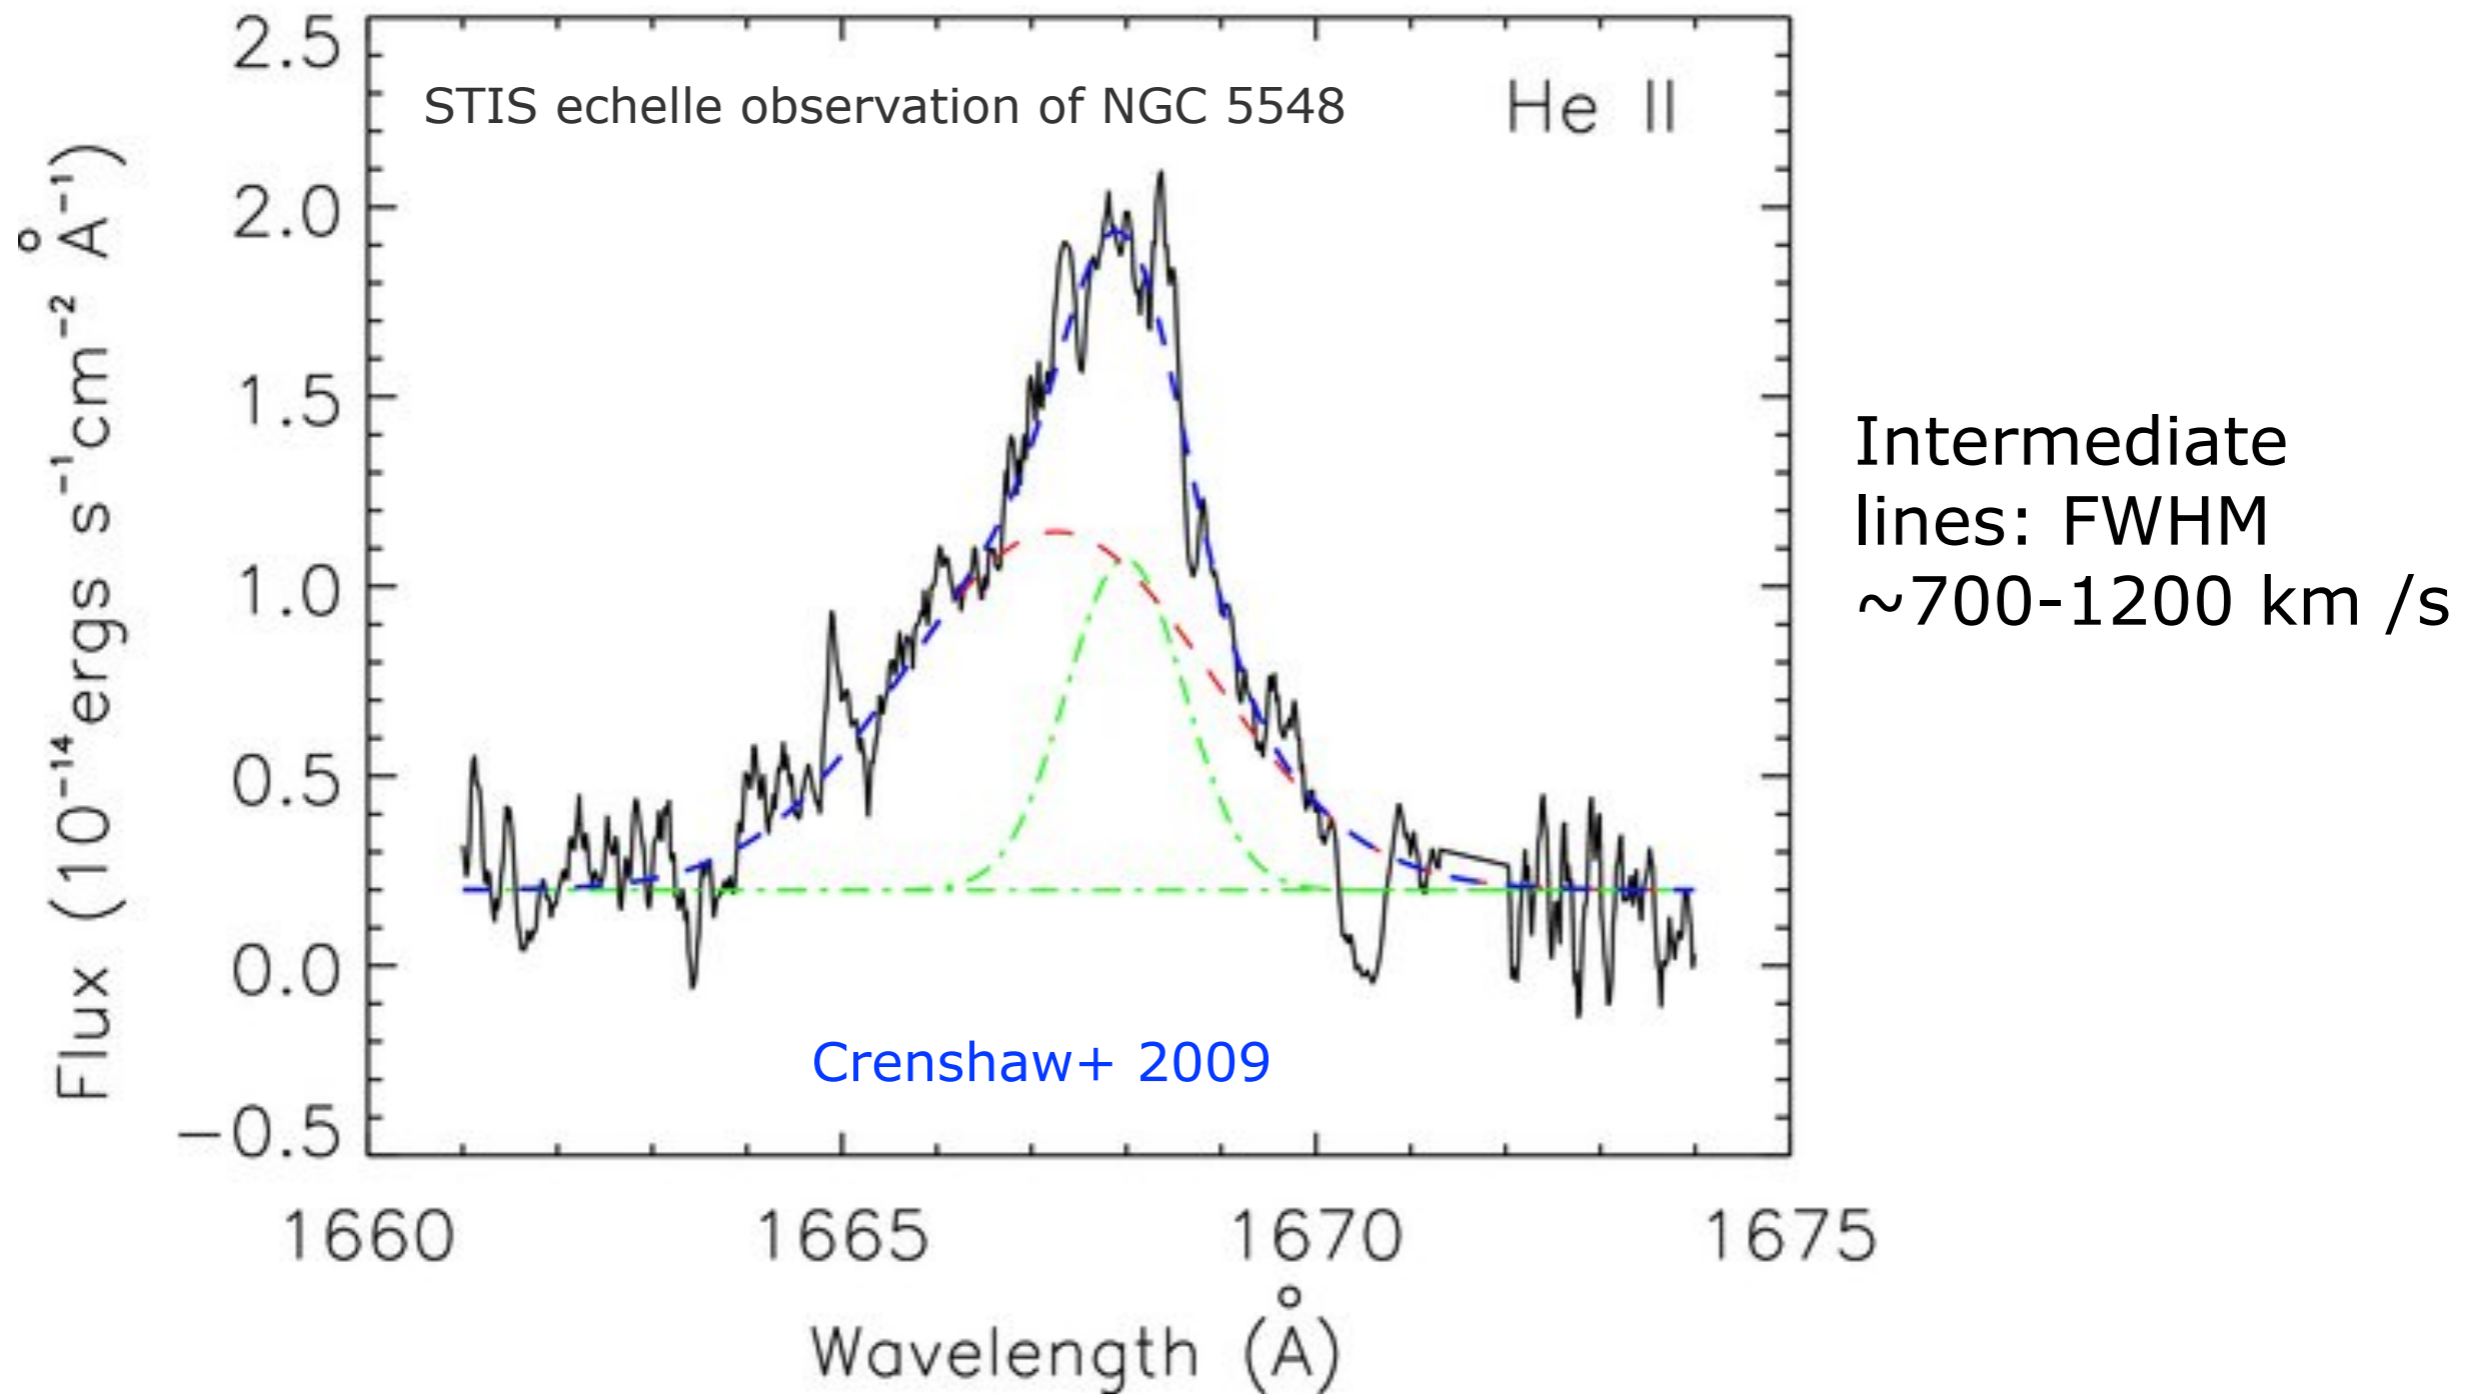 2.5
STIS echelle observation of NGC 5548
He II
2.0
1.5
1.0
0.5
0.0
−0.5
Flux (10⁻¹⁴ergs s⁻¹cm⁻² Å⁻¹)
Intermediate
lines: FWHM
~700-1200 km /s
Crenshaw+ 2009
1660 1665 1670 1675
Wavelength (Å)